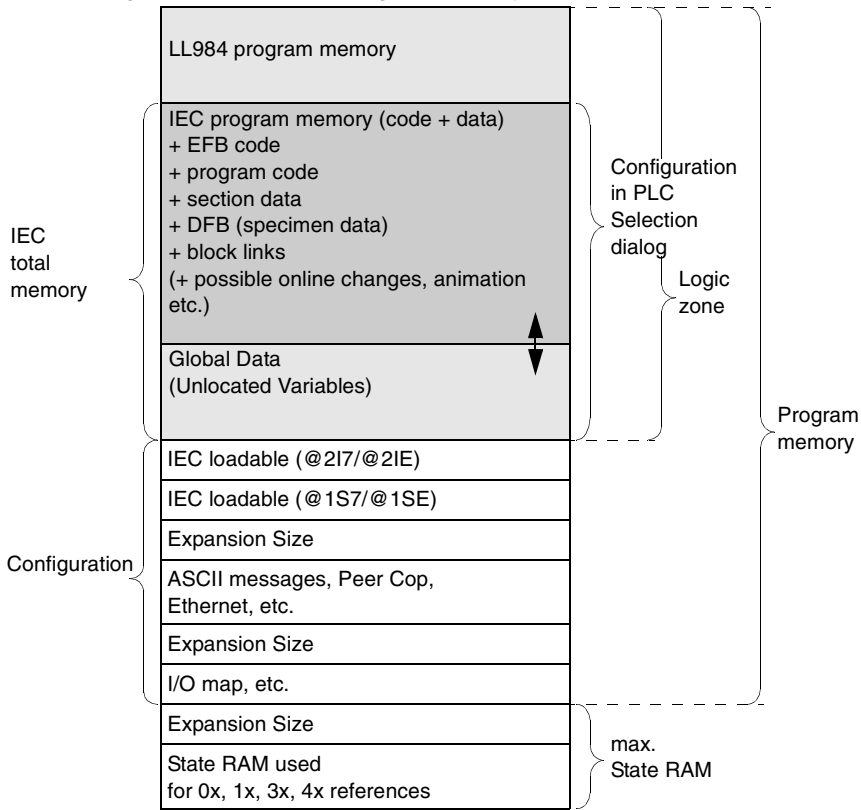 LL984 program memory
IEC program memory (code + data)
+ EFB code
+ program code
+ section data
+ DFB (specimen data)
+ block links
(+ possible online changes, animation
etc.)
Global Data
(Unlocated Variables)
IEC loadable (@2I7/@2IE)
IEC loadable (@1S7/@1SE)
Expansion Size
ASCII messages, Peer Cop,
Ethernet, etc.
Expansion Size
I/O map, etc.
Expansion Size
State RAM used
for 0x, 1x, 3x, 4x references
IEC
total
memory
Configuration
Configuration
in PLC
Selection
dialog
Logic
zone
Program
memory
max.
State RAM